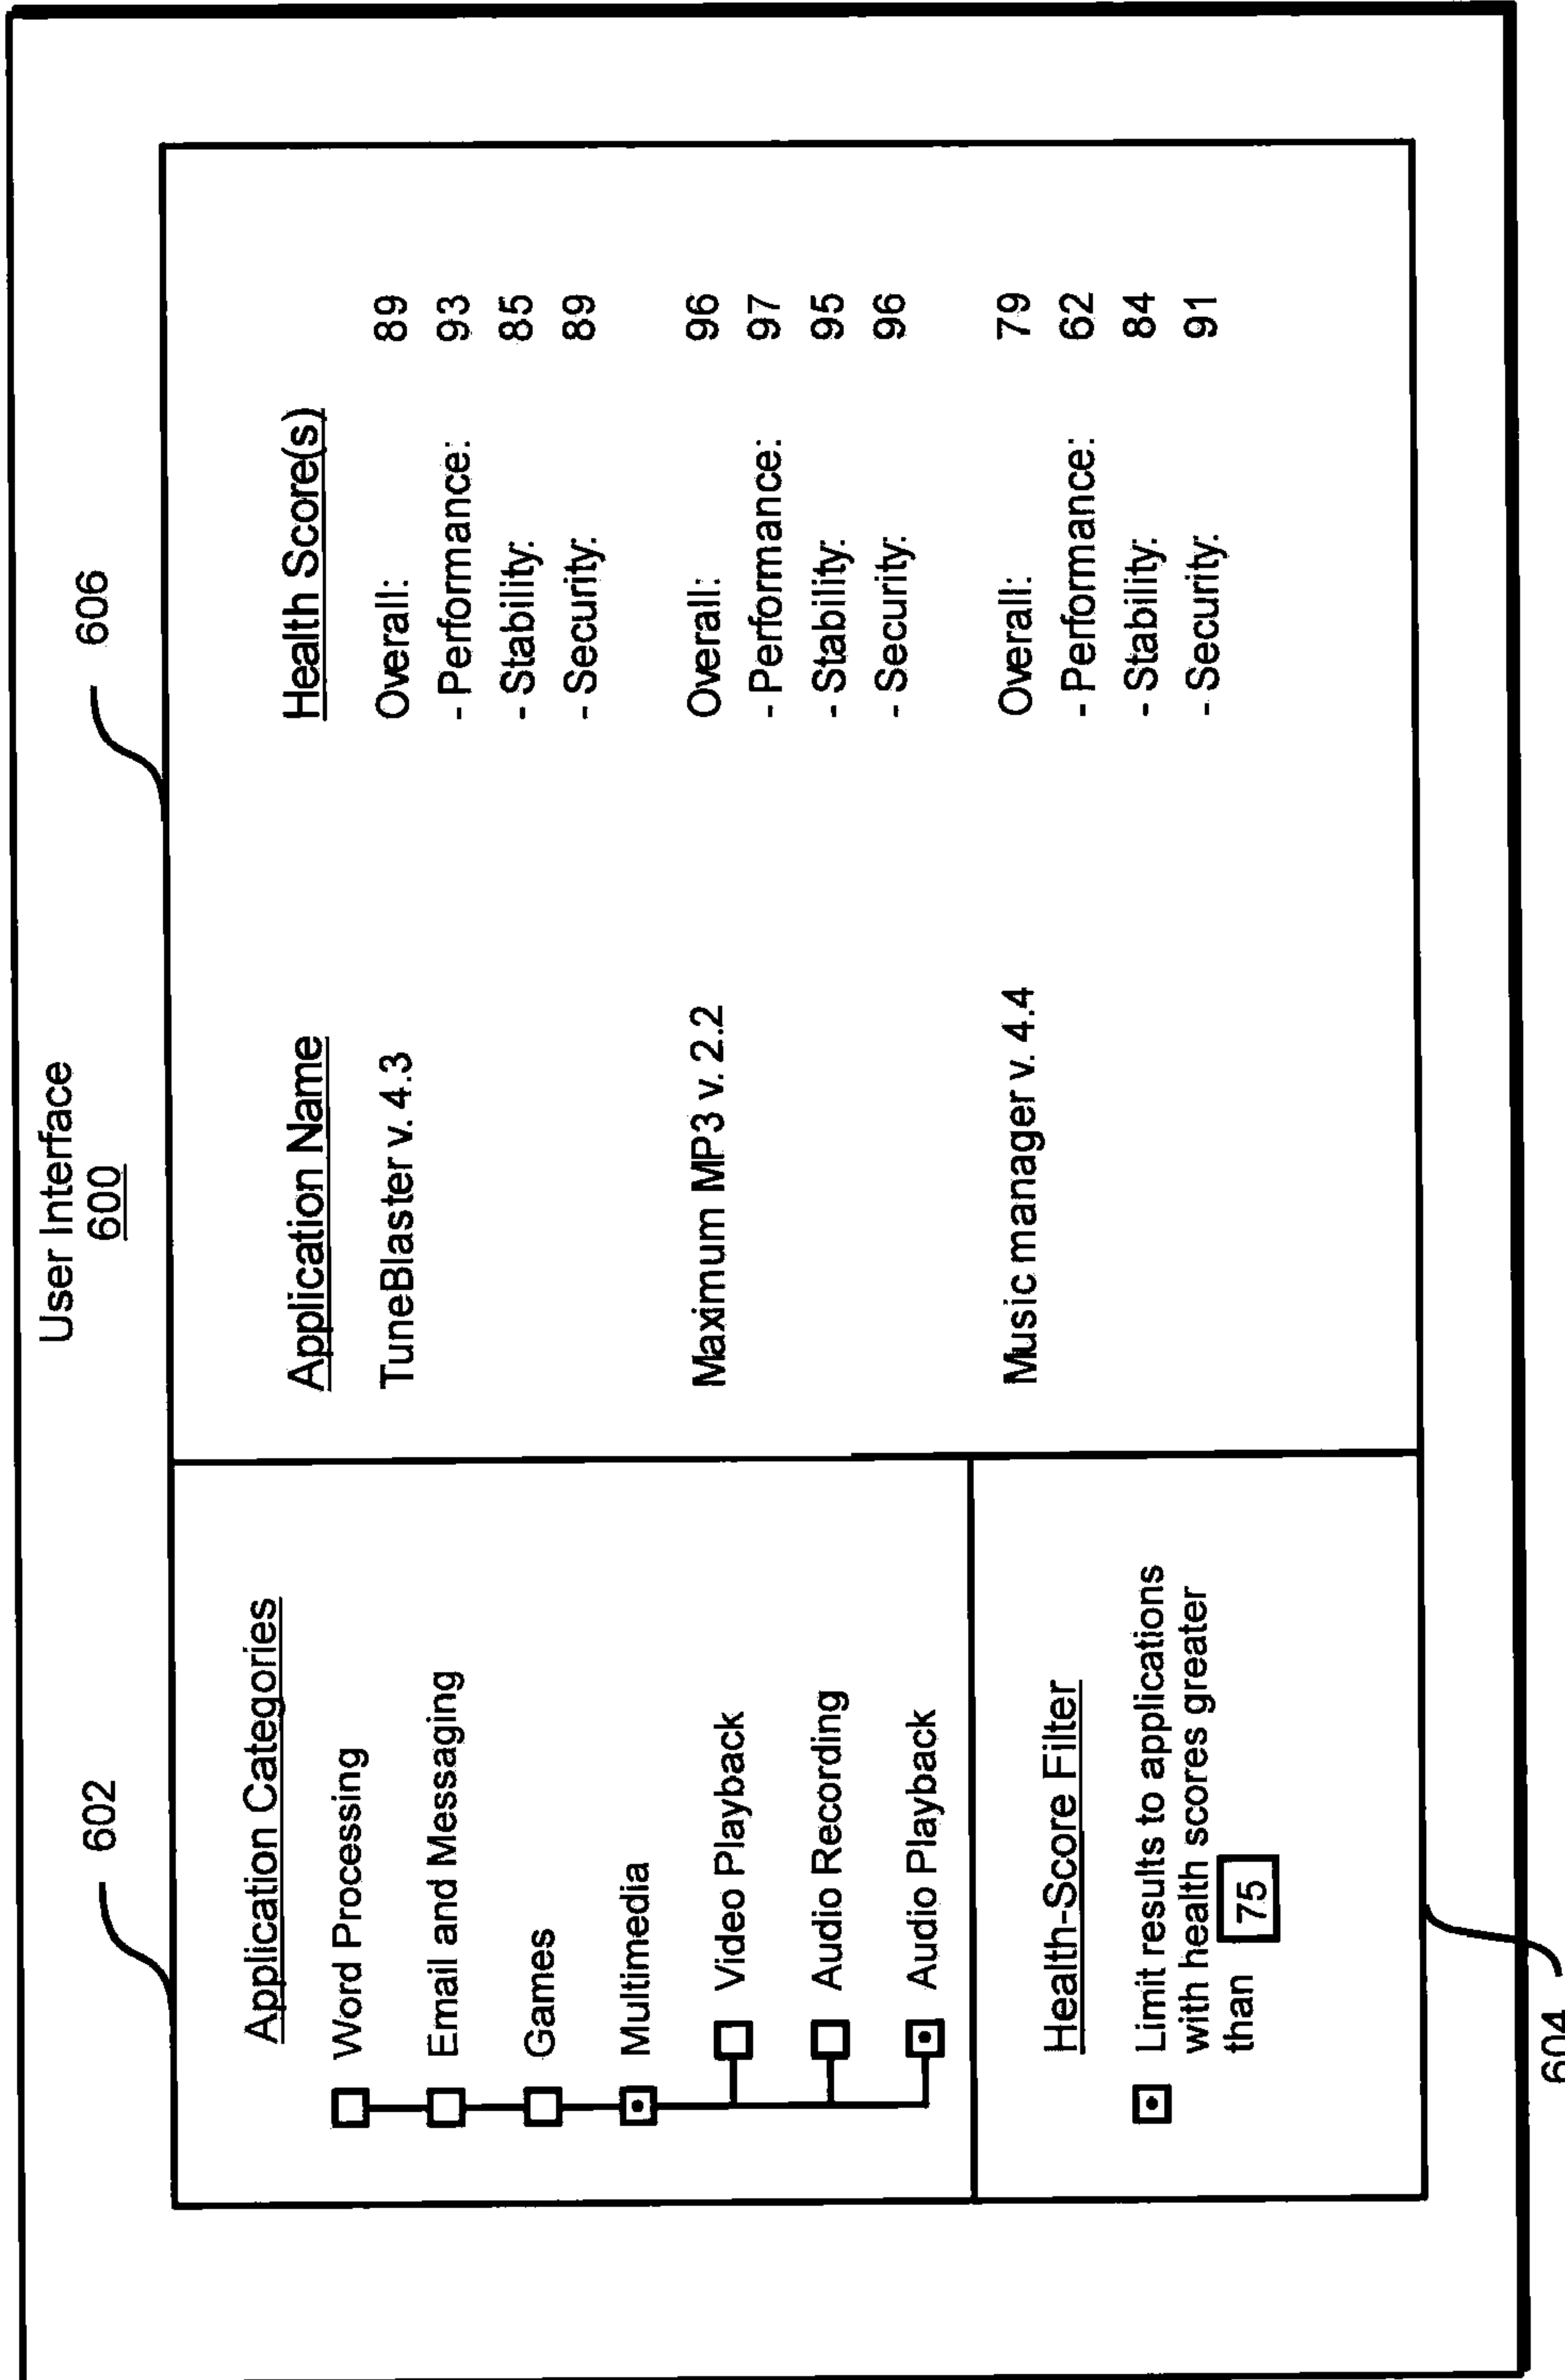 User Interface
600
602
606
Application Categories
Word Processing
Email and Messaging
Games
Multimedia
Video Playback
Audio Recording
Audio Playback
Health-Score Filter
Limit results to applications
with health scores greater
than 75
604
Application Name Health Score(s)
TuneBlaster v. 4.3 Overall: 89
- Performance: 93
- Stability: 85
- Security: 89
Maximum MP3 v. 2.2 Overall: 96
- Performance: 97
- Stability: 95
- Security: 96
Music manager v. 4.4 Overall: 79
- Performance: 62
- Stability: 84
- Security: 91